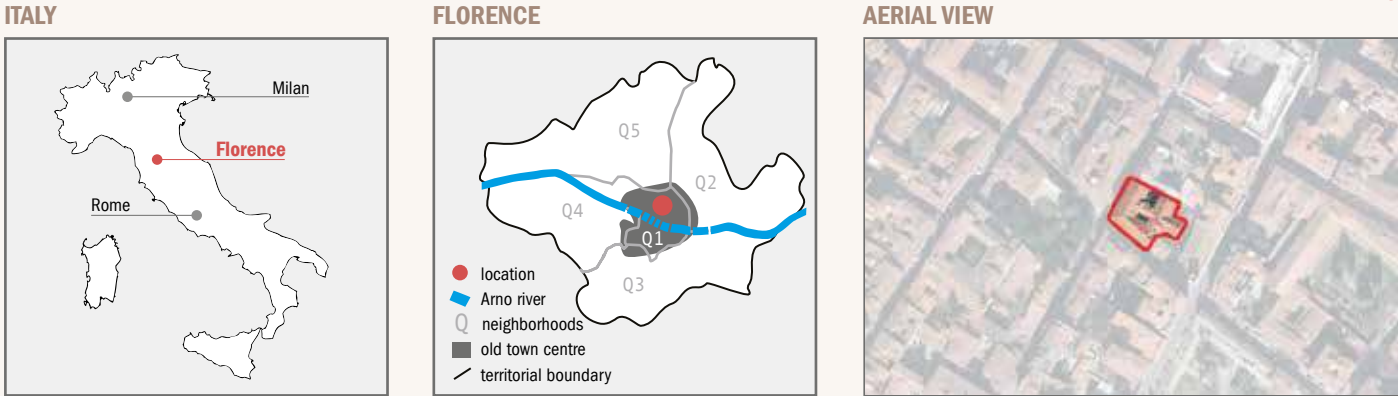 ITALY
Milan
Florence
Rome
FLORENCE
Q5
Q2
Q4
Q1
Q3
location
Arno river
Q neighborhoods
old town centre
territorial boundary
AERIAL VIEW